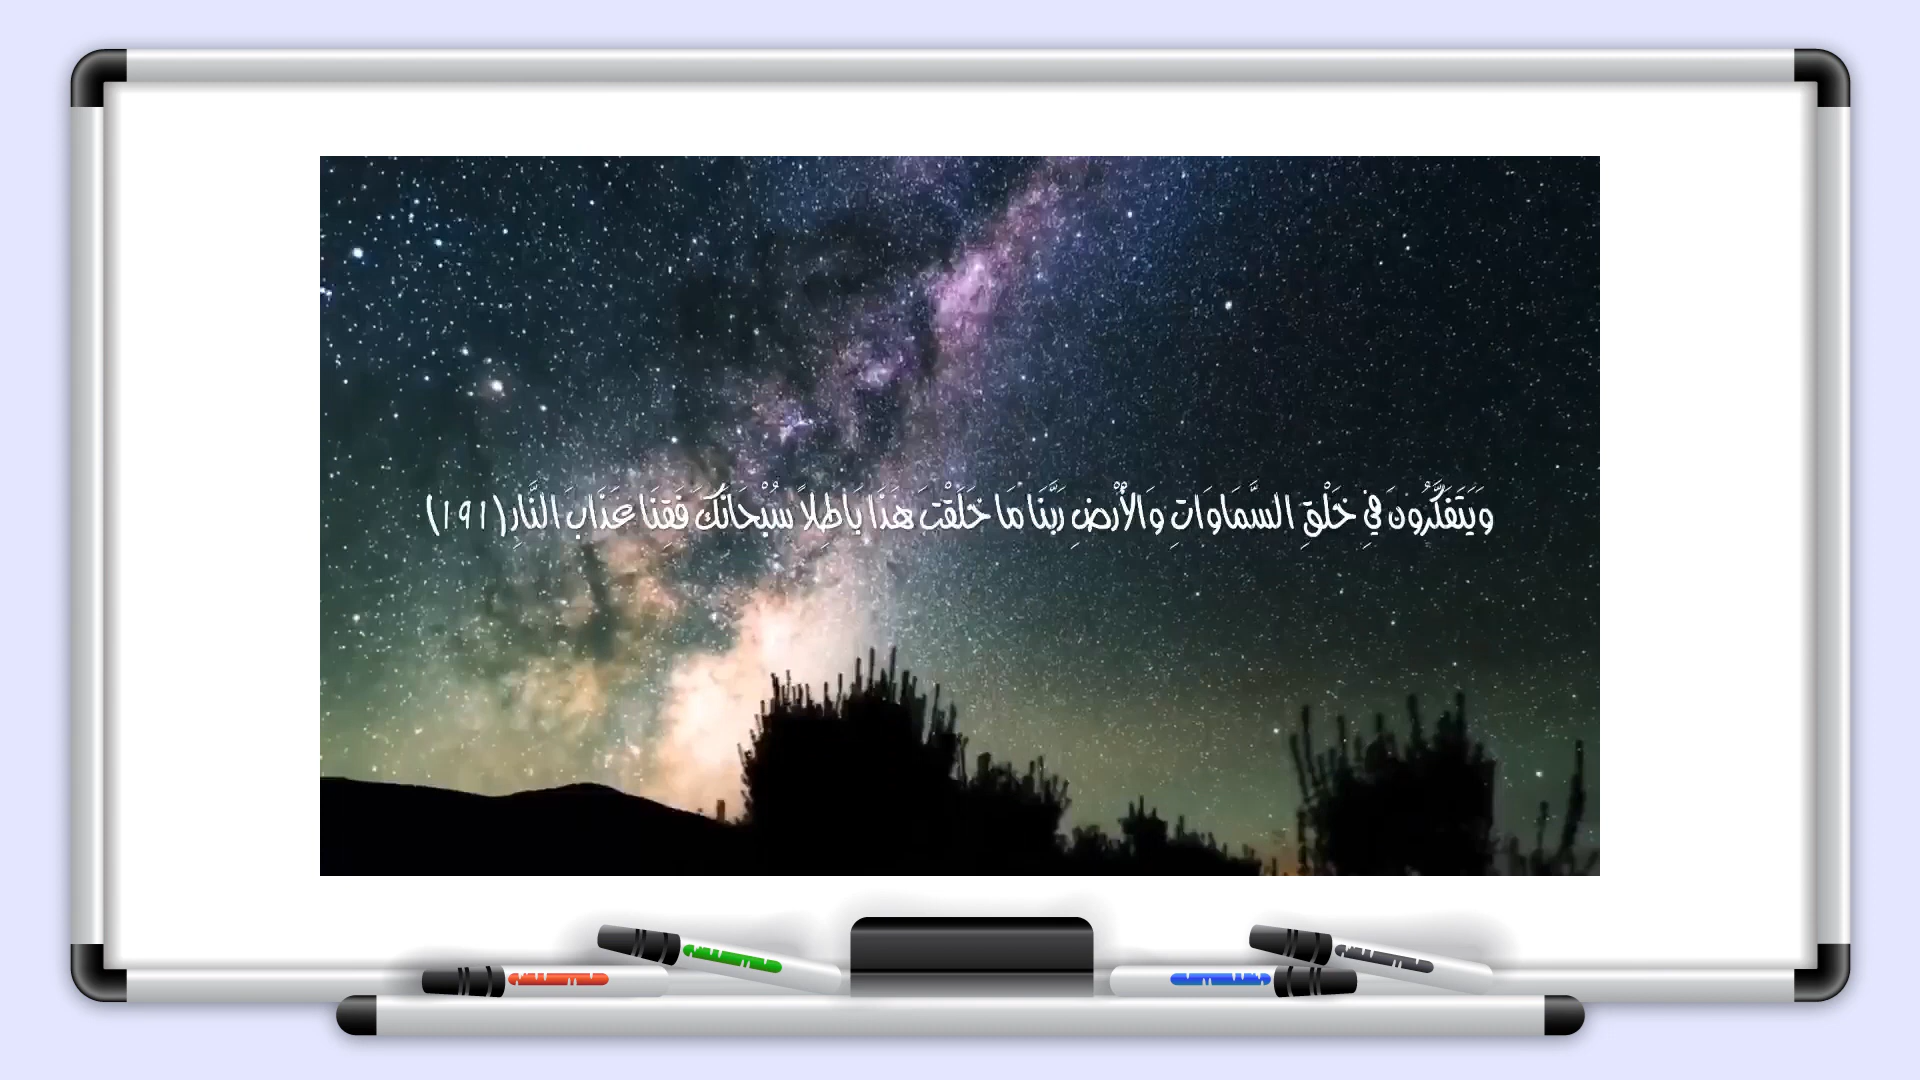 وَيَتَفَكَّرُونَ فِي خَلْقِ السَّمَاوَاتِ وَالْأَرْضِ رَبَّنَا مَا خَلَقْتَ هَذَا بَاطِلًا سُبْحَانَكَ فَقِنَا عَذَابَ النَّارِ (١٩١)